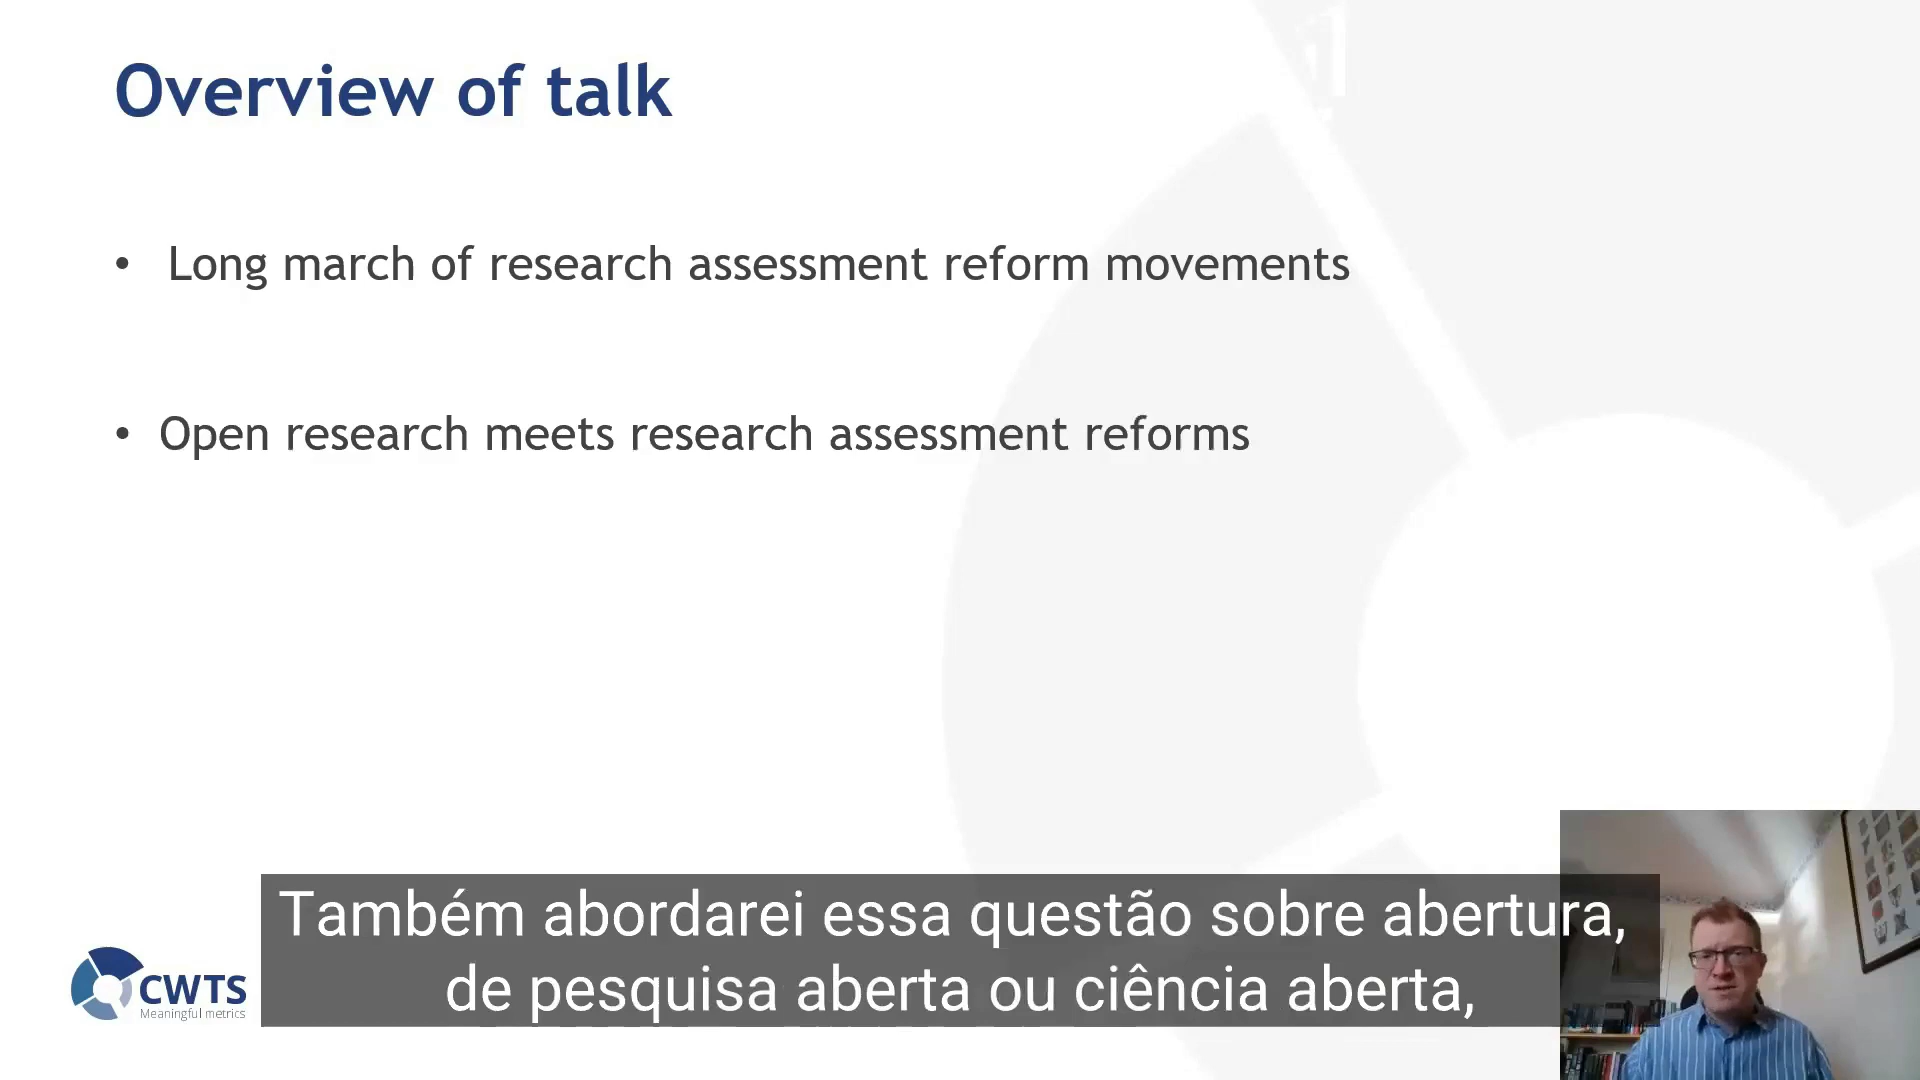 Overview of talk
• Long march of research assessment reform movements
• Open research meets research assessment reforms
Também abordarei essa questão sobre abertura,
de pesquisa aberta ou ciência aberta,
CWTS
Meaningful metrics